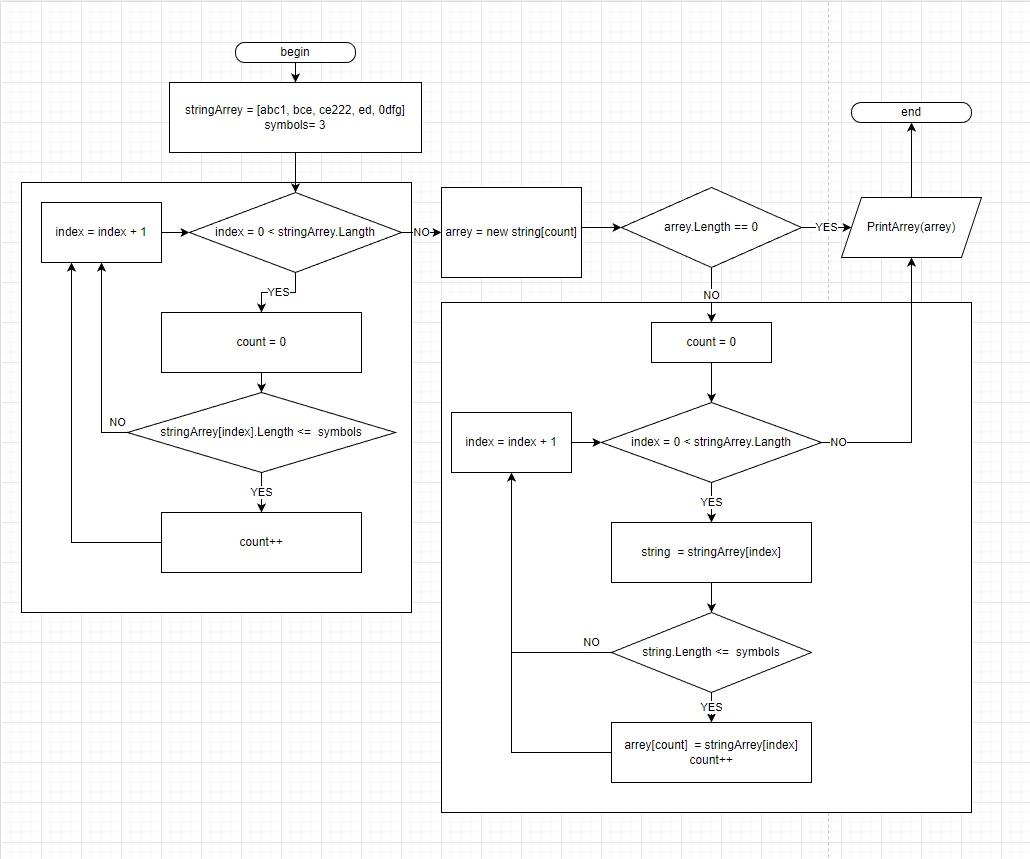 begin
stringArrey = [abc1, bce, ce222, ed, 0dfg]
symbols= 3
index = index + 1
index = 0 < stringArrey.Langth
YES
count = 0
stringArrey[index].Length <= symbols
NO
YES
count++
NO
arrey = new string[count]
array.Length == 0
YES
PrintArrey(arrey)
end
NO
count = 0
index = index + 1
index = 0 < stringArrey.Langth
NO
YES
string = stringArrey[index]
string.Length <= symbols
NO
YES
arrey[count] = stringArrey[index]
count++